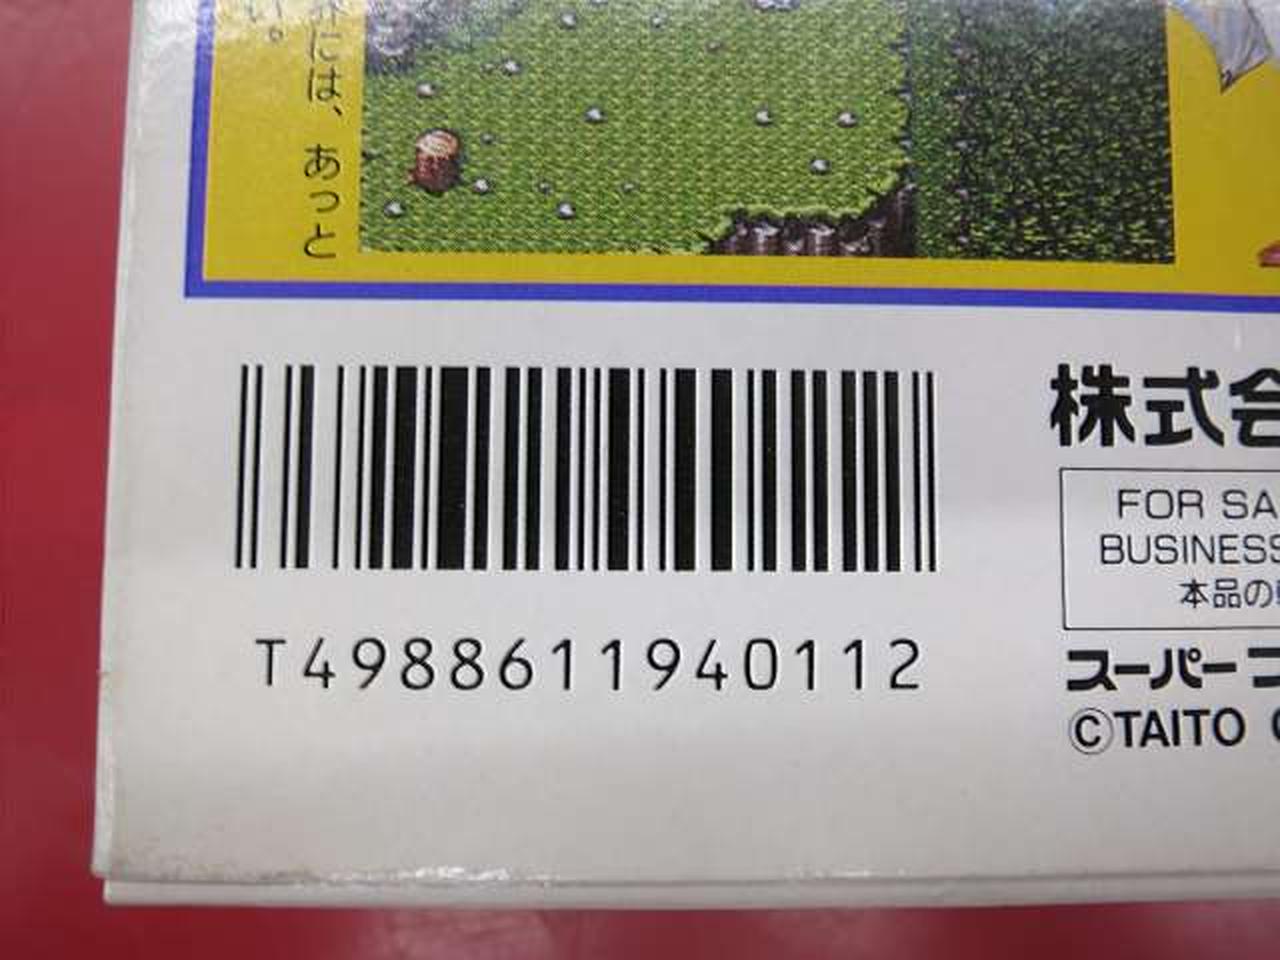 には、あっと
い。
T4988611940112
株式会
FOR SA
BUSINESS
本品の
スーパーフ
©TAITO C